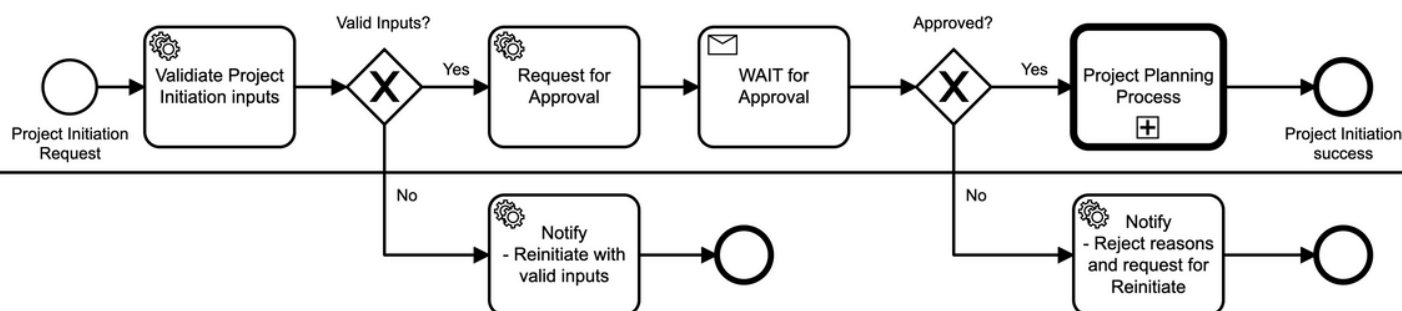 Valid Inputs?
Approved?
Validiate Project
Initiation inputs
X
Yes
Request for
Approval
WAIT for
Approval
X
Yes
Project Planning
Process
Project Initiation
Request
Project Initiation
success
No
Notify
- Reinitiate with
valid inputs
No
Notify
- Reject reasons
and request for
Reinitiate